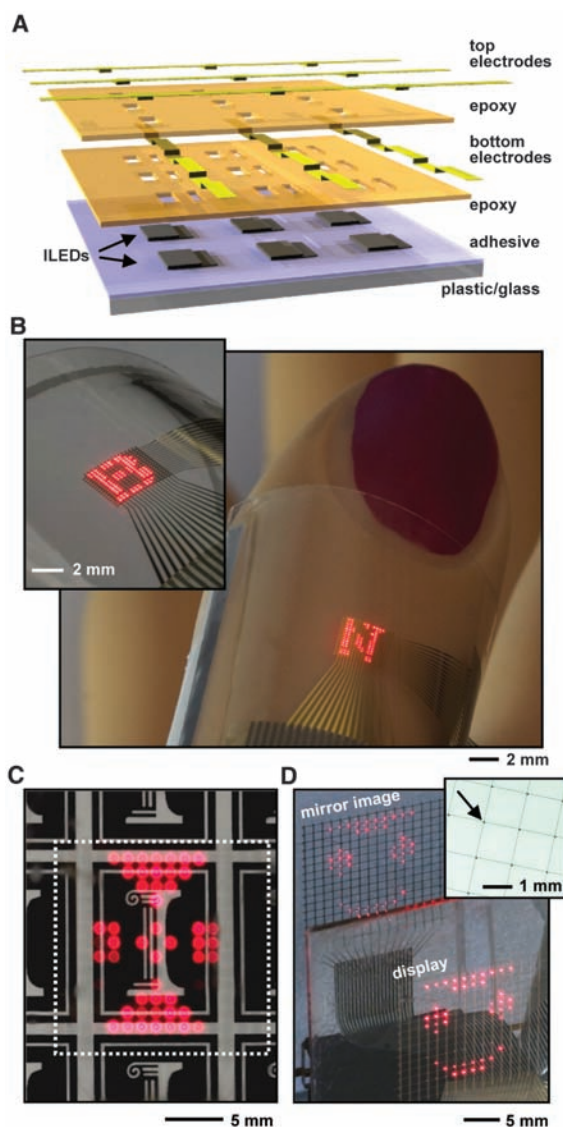 A
top
electrodes
epoxy
bottom
electrodes
epoxy
ILEDs
adhesive
plastic/glass
B
2 mm
2 mm
C
D
mirror image
1 mm
display
5 mm
5 mm